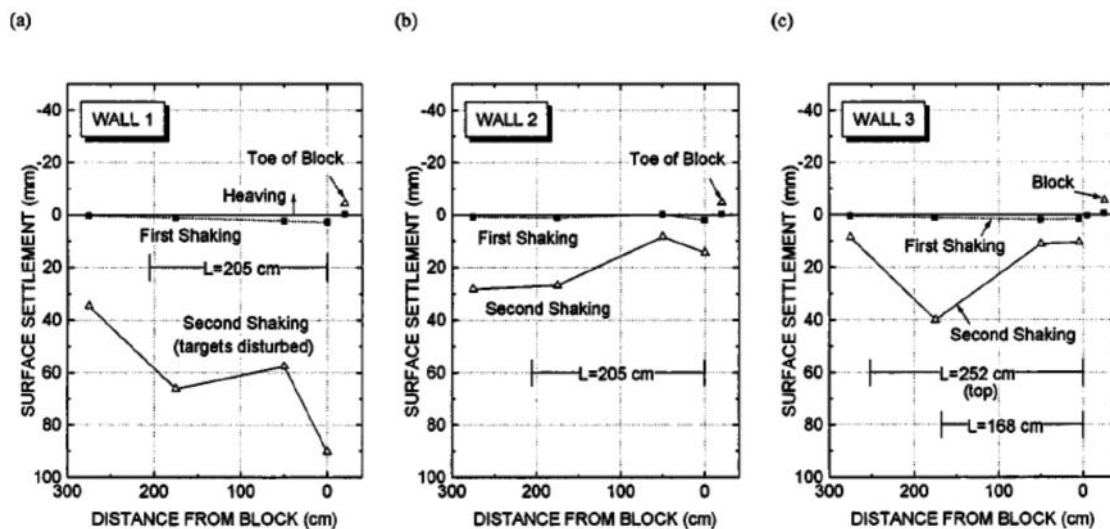 (a)
(b)
(c)
WALL 1
Toe of Block
Heaving
First Shaking
L=205 cm
Second Shaking
(targets disturbed)
SURFACE SETTLEMENT (mm)
-40
-20
0
20
40
60
80
100
300
200
100
0
DISTANCE FROM BLOCK (cm)
WALL 2
Toe of Block
First Shaking
Second Shaking
L=205 cm
SURFACE SETTLEMENT (mm)
-40
-20
0
20
40
60
80
100
300
200
100
0
DISTANCE FROM BLOCK (cm)
WALL 3
Block
First Shaking
Second Shaking
L=252 cm
(top)
L=168 cm
SURFACE SETTLEMENT (mm)
-40
-20
0
20
40
60
80
100
300
200
100
0
DISTANCE FROM BLOCK (cm)